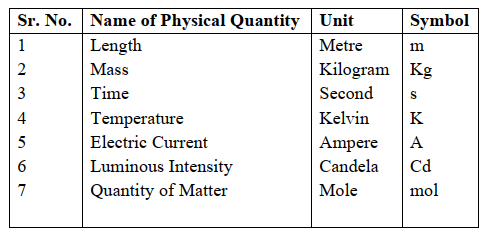 Sr. No. Name of Physical Quantity Unit Symbol
1 Length Metre m
2 Mass Kilogram Kg
3 Time Second s
4 Temperature Kelvin K
5 Electric Current Ampere A
6 Luminous Intensity Candela Cd
7 Quantity of Matter Mole mol